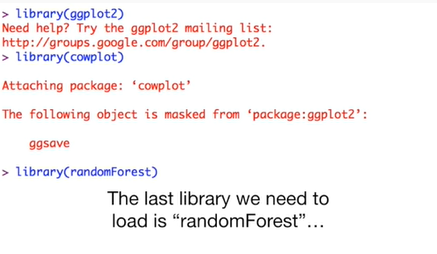 > library(ggplot2)
Need help? Try the ggplot2 mailing list:
http://groups.google.com/group/ggplot2.
> library(cowplot)
Attaching package: ‘cowplot’
The following object is masked from ‘package:ggplot2’:
ggsave
> library(randomForest)
The last library we need to
load is “randomForest”…